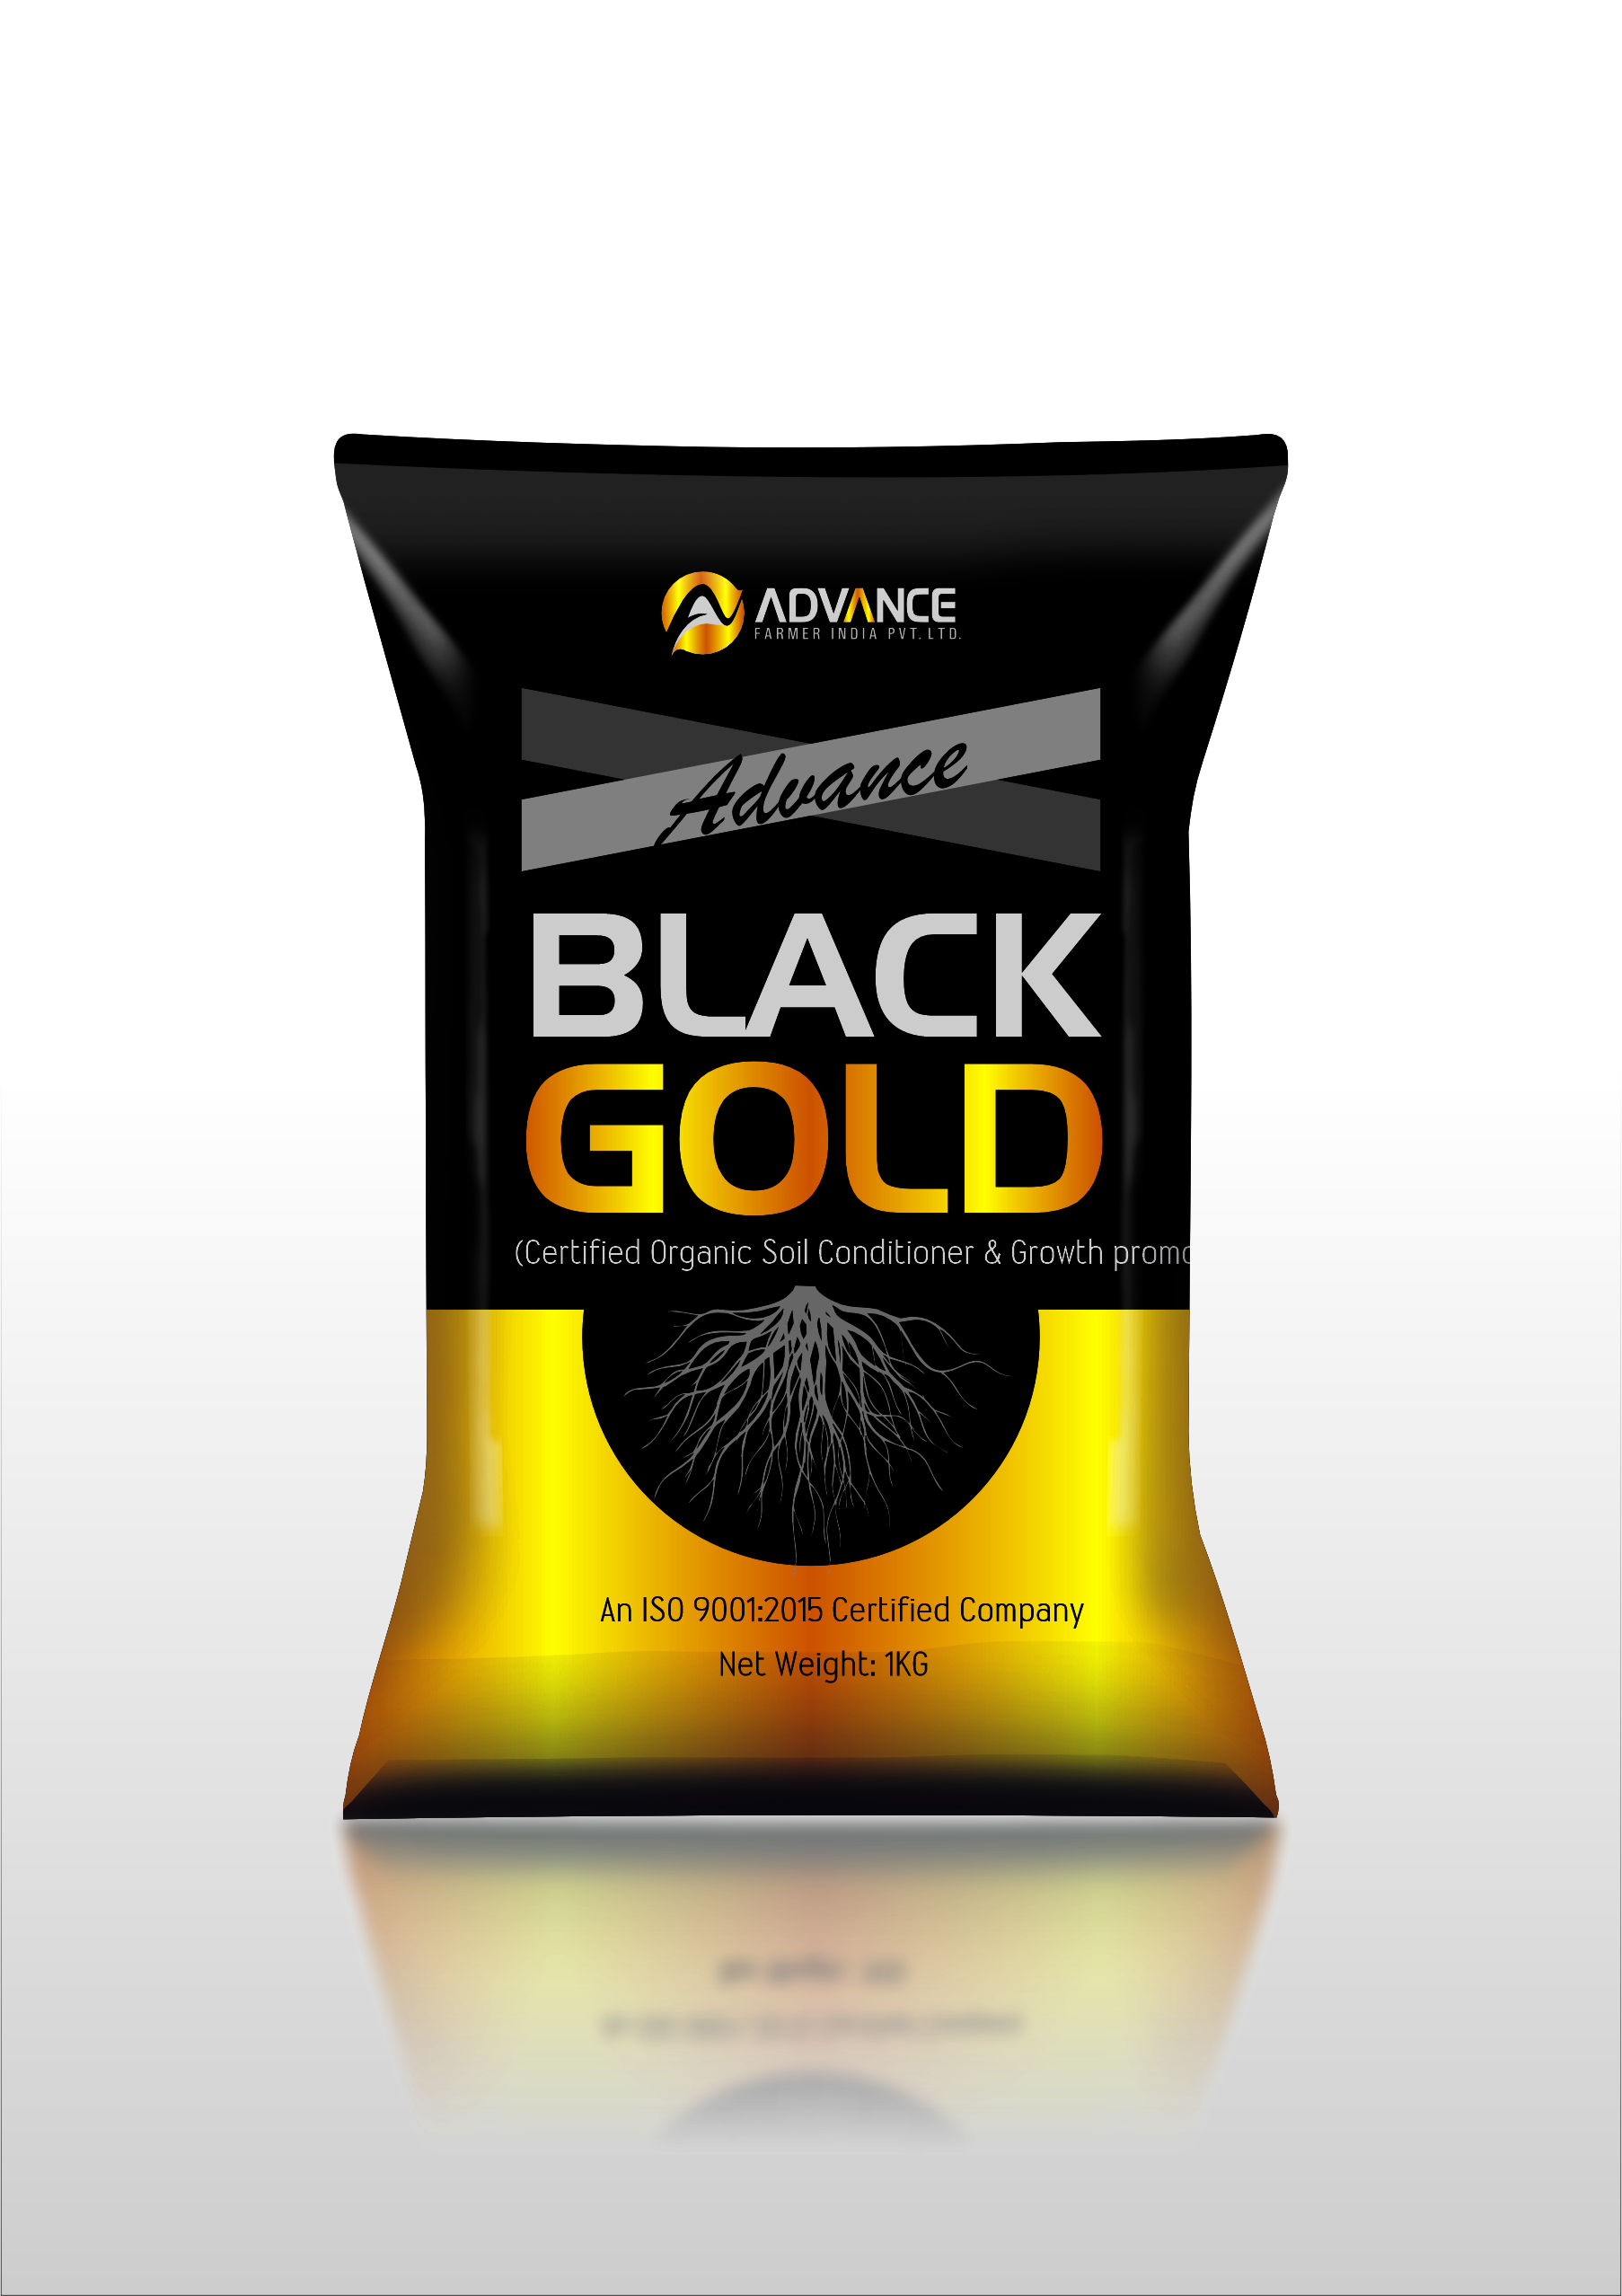 ADVANCE
FARMER INDIA PVT. LTD.
Advance
BLACK
GOLD
(Certified Organic Soil Conditioner & Growth promo
An ISO 9001:2015 Certified Company
Net Weight: 1KG